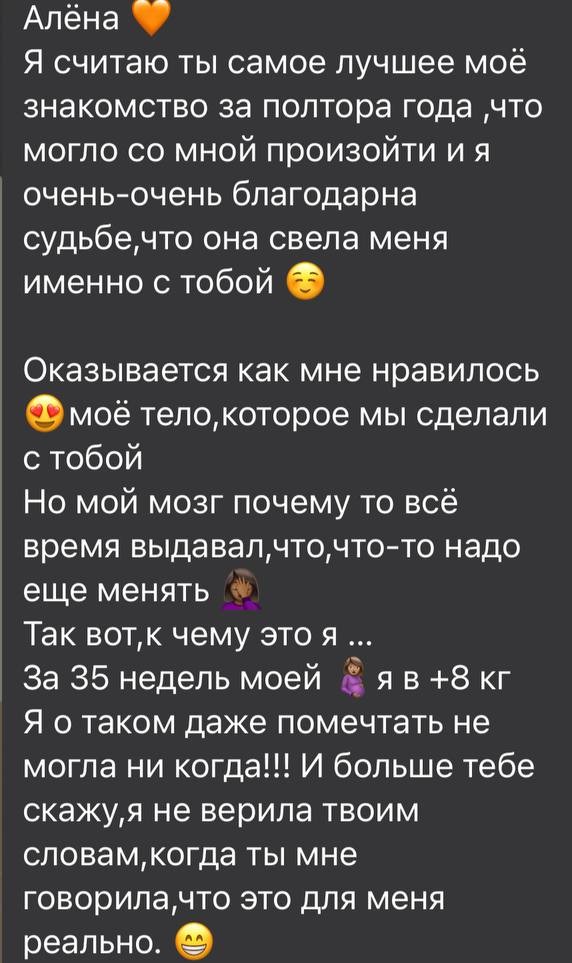 Алёна 🧡
Я считаю ты самое лучшее моё
знакомство за полтора года ,что
могло со мной произойти и я
очень-очень благодарна
судьбе,что она свела меня
именно с тобой ☺️
Оказывается как мне нравилось
😍моё тело,которое мы сделали
с тобой
Но мой мозг почему то всё
время выдавал,что,что-то надо
еще менять 🤦🏾‍♀️
Так вот,к чему это я ...
За 35 недель моей 🤰🏽 я в +8 кг
Я о таком даже помечтать не
могла ни когда!!! И больше тебе
скажу,я не верила твоим
словам,когда ты мне
говорила,что это для меня
реально. 😁